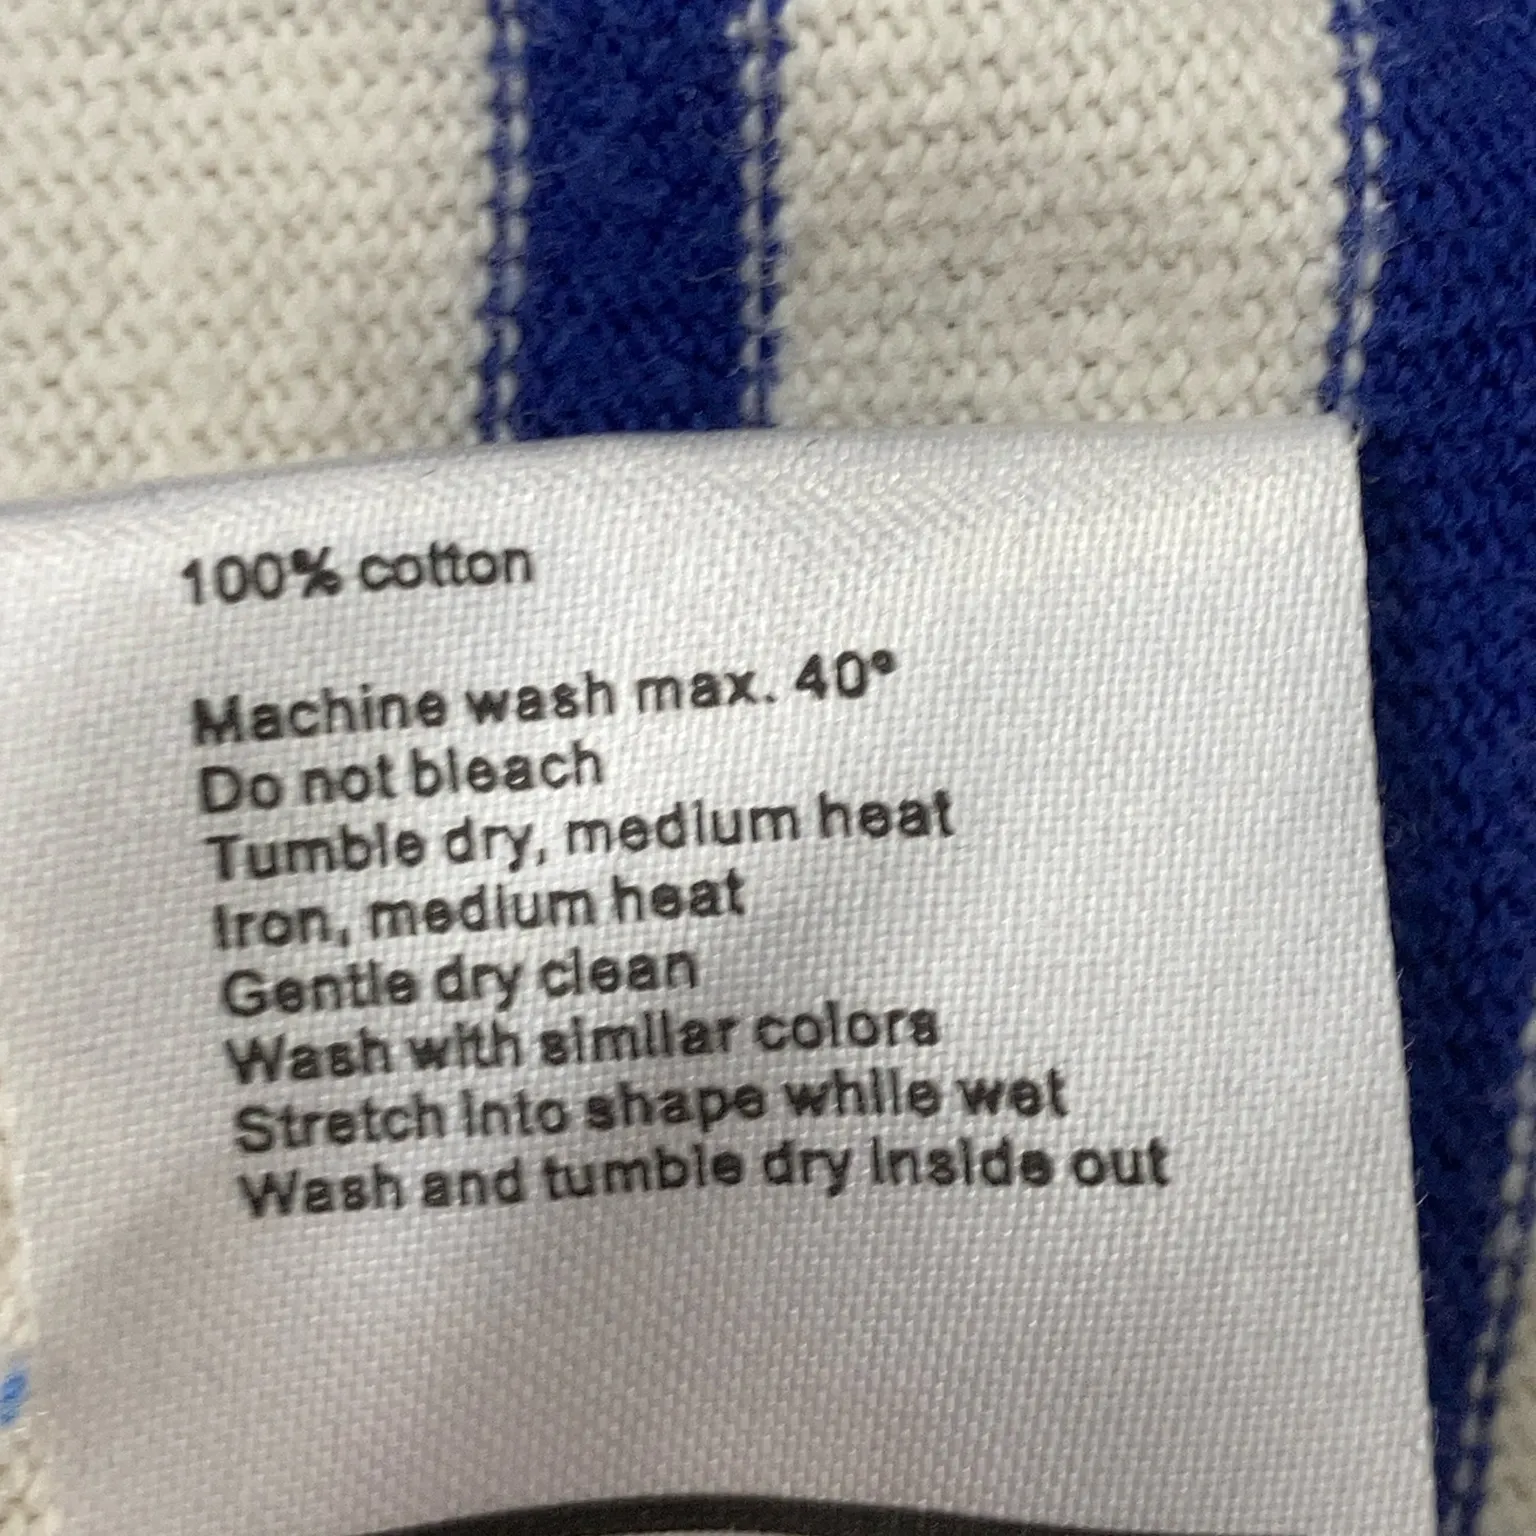 100% cotton
Machine wash max. 40°
Do not bleach
Tumble dry, medium heat
Iron, medium heat
Gentle dry clean
Wash with similar colors
Stretch into shape while wet
Wash and tumble dry inside out